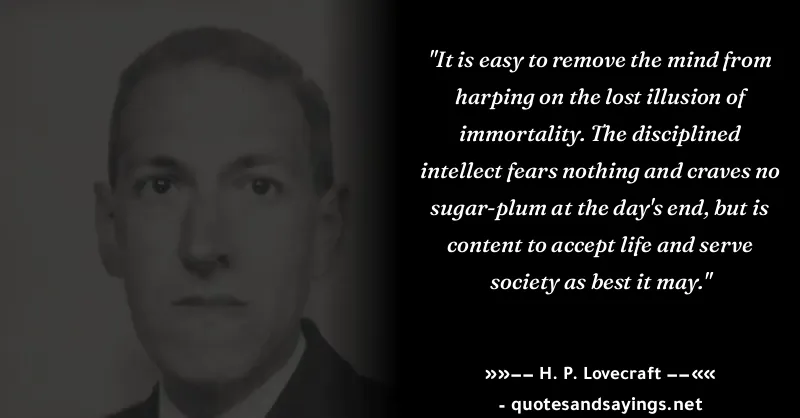 "It is easy to remove the mind from
harping on the lost illusion of
immortality. The disciplined
intellect fears nothing and craves no
sugar-plum at the day's end, but is
content to accept life and serve
society as best it may."
»»−− H. P. Lovecraft −−««
- quotesandsayings.net